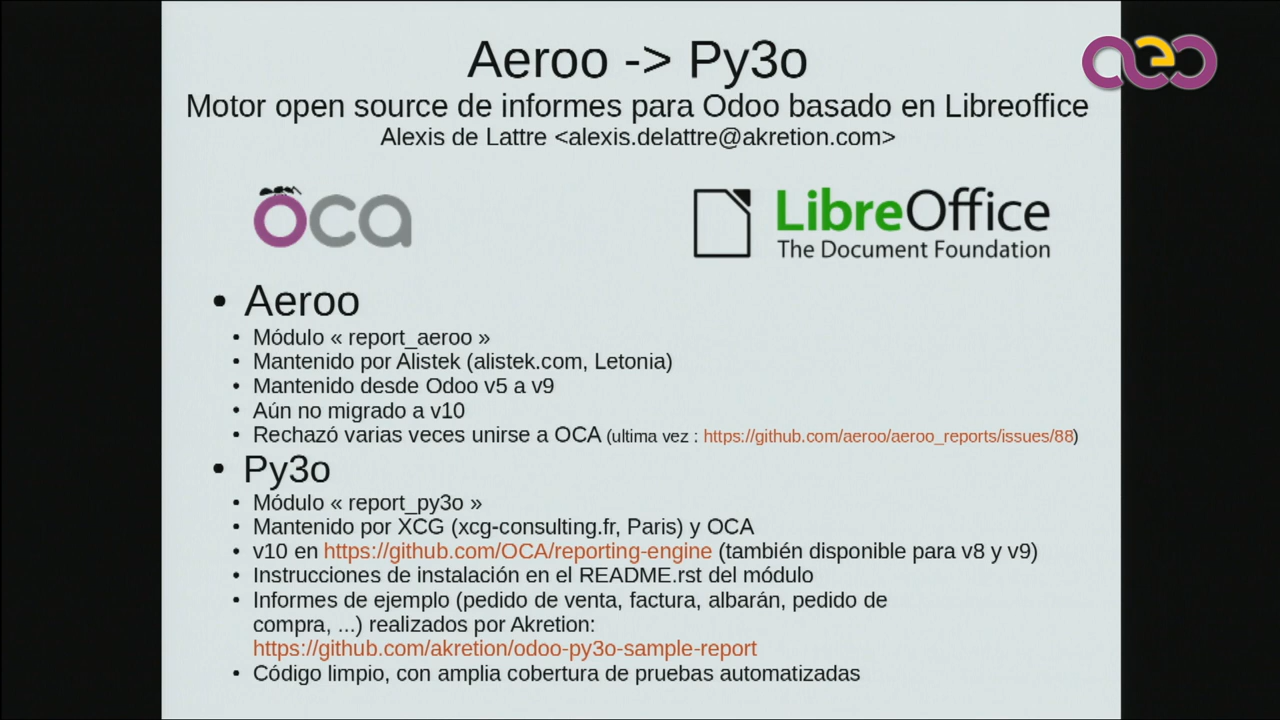 Aeroo -> Py3o
Motor open source de informes para Odoo basado en Libreoffice
Alexis de Lattre <alexis.delattre@akretion.com>
oca
LibreOffice
The Document Foundation
• Aeroo
• Módulo « report_aeroo »
• Mantenido por Alistek (alistek.com, Letonia)
• Mantenido desde Odoo v5 a v9
• Aún no migrado a v10
• Rechazó varias veces unirse a OCA (ultima vez : https://github.com/aeroo/aeroo_reports/issues/88)
• Py3o
• Módulo « report_py3o »
• Mantenido por XCG (xcg-consulting.fr, Paris) y OCA
• v10 en https://github.com/OCA/reporting-engine (también disponible para v8 y v9)
• Instrucciones de instalación en el README.rst del módulo
• Informes de ejemplo (pedido de venta, factura, albarán, pedido de
compra, ...) realizados por Akretion:
https://github.com/akretion/odoo-py3o-sample-report
• Código limpio, con amplia cobertura de pruebas automatizadas